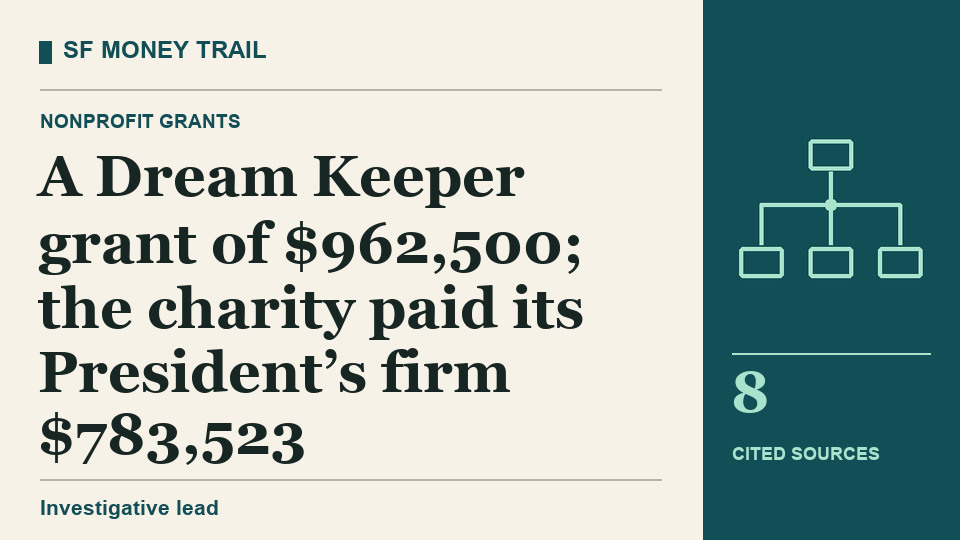 SF MONEY TRAIL
NONPROFIT GRANTS
A Dream Keeper
grant of $962,500;
the charity paid its
President’s firm
$783,523
Investigative lead
8
CITED SOURCES